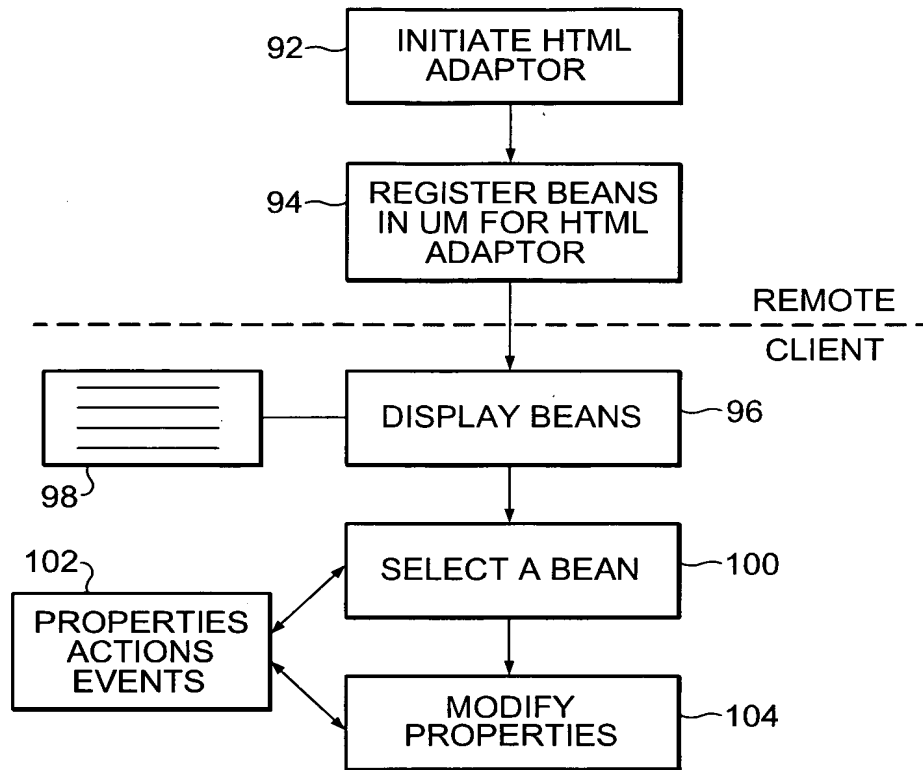 92
INITIATE HTML
ADAPTOR
94
REGISTER BEANS
IN UM FOR HTML
ADAPTOR
REMOTE
CLIENT
98
DISPLAY BEANS
96
102
SELECT A BEAN
100
PROPERTIES
ACTIONS
EVENTS
MODIFY
PROPERTIES
104